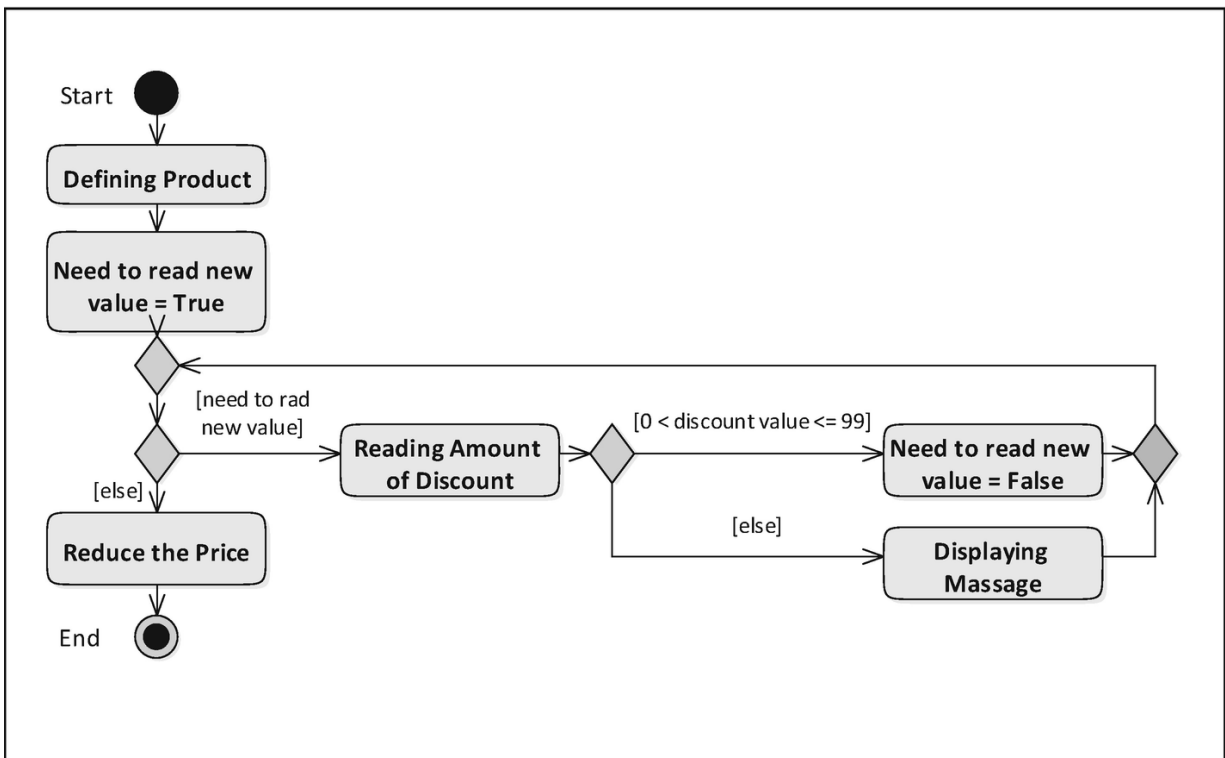 Start
Defining Product
Need to read new
value = True
[need to rad
new value]
[0 < discount value <= 99]
Reading Amount
of Discount
Need to read new
value = False
[else]
[else]
Reduce the Price
Displaying
Massage
End